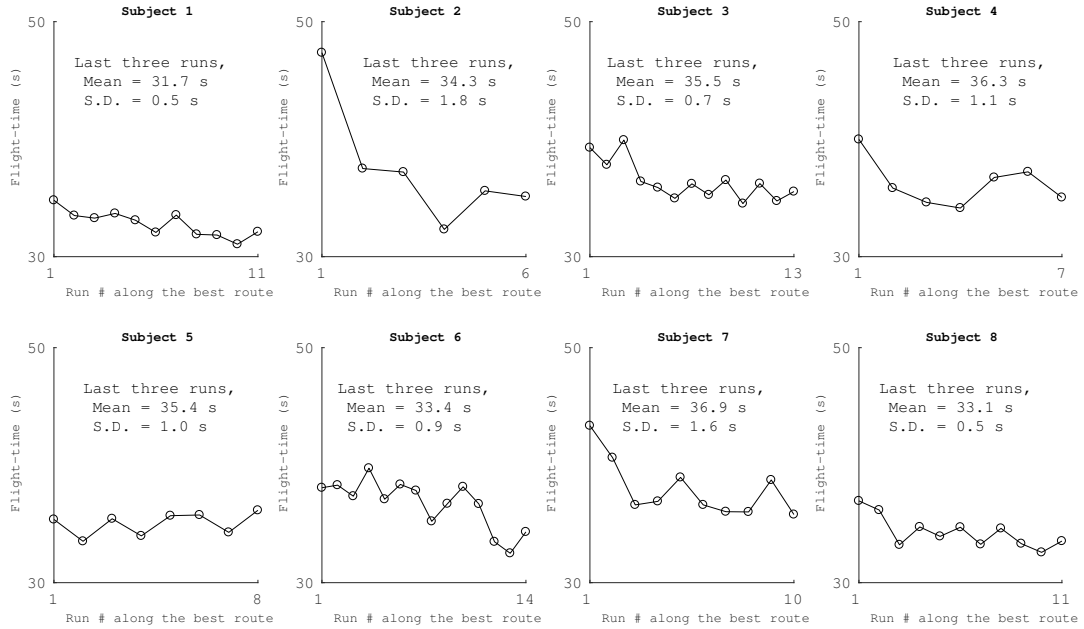 Subject 1
50
Last three runs,
Mean = 31.7 s
S.D. = 0.5 s
Flight-time (s)
30
1
11
Run # along the best route
Subject 2
50
Last three runs,
Mean = 34.3 s
S.D. = 1.8 s
Flight-time (s)
30
1
6
Run # along the best route
Subject 3
50
Last three runs,
Mean = 35.5 s
S.D. = 0.7 s
Flight-time (s)
30
1
13
Run # along the best route
Subject 4
50
Last three runs,
Mean = 36.3 s
S.D. = 1.1 s
Flight-time (s)
30
1
7
Run # along the best route
Subject 5
50
Last three runs,
Mean = 35.4 s
S.D. = 1.0 s
Flight-time (s)
30
1
8
Run # along the best route
Subject 6
50
Last three runs,
Mean = 33.4 s
S.D. = 0.9 s
Flight-time (s)
30
1
14
Run # along the best route
Subject 7
50
Last three runs,
Mean = 36.9 s
S.D. = 1.6 s
Flight-time (s)
30
1
10
Run # along the best route
Subject 8
50
Last three runs,
Mean = 33.1 s
S.D. = 0.5 s
Flight-time (s)
30
1
11
Run # along the best route